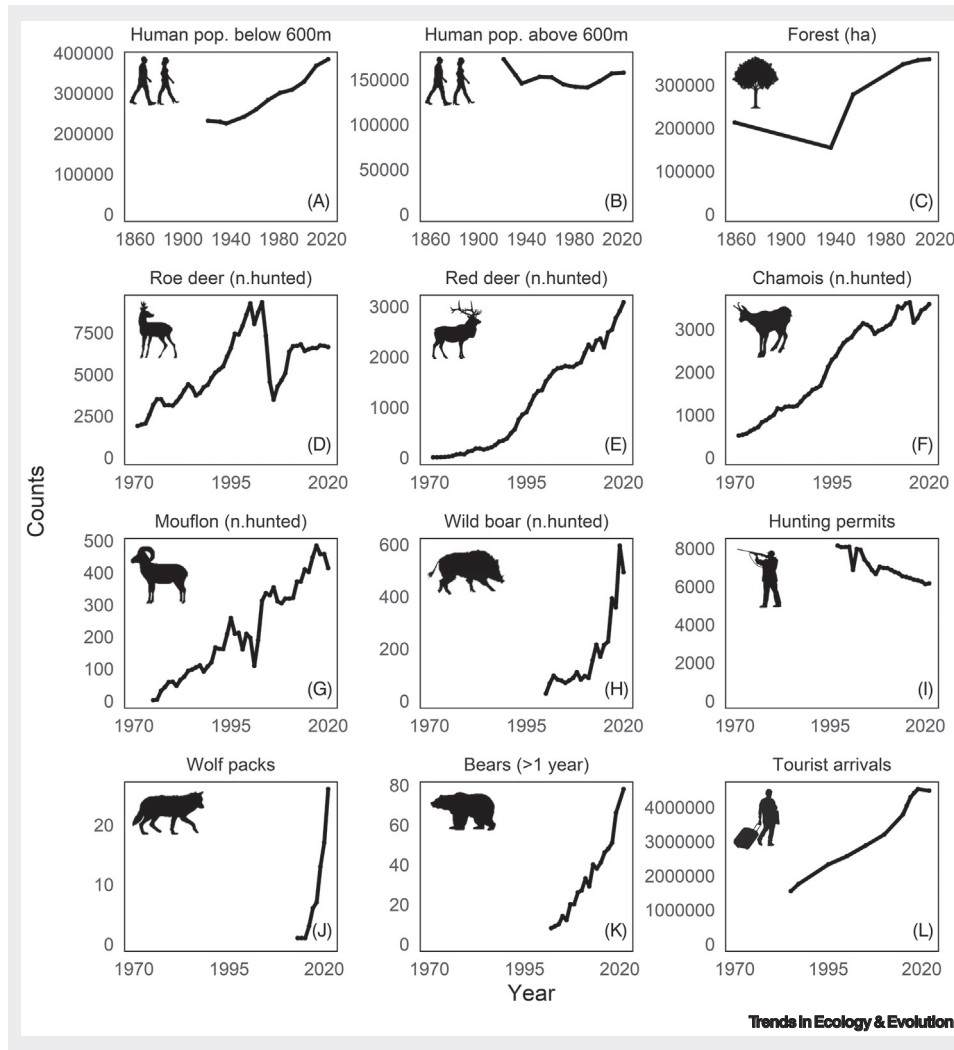 Human pop. below 600m
Human pop. above 600m
Forest (ha)
400000
300000
200000
100000
0
(A)
1860 1900 1940 1980 2020
150000
100000
50000
0
(B)
1860 1900 1940 1980 2020
300000
200000
100000
0
(C)
1860 1900 1940 1980 2020
Roe deer (n.hunted)
Red deer (n.hunted)
Chamois (n.hunted)
7500
5000
2500
0
(D)
1970 1995 2020
3000
2000
1000
0
(E)
1970 1995 2020
3000
2000
1000
0
(F)
1970 1995 2020
Counts
Mouflon (n.hunted)
Wild boar (n.hunted)
Hunting permits
500
400
300
200
100
0
(G)
1970 1995 2020
600
400
200
0
(H)
1970 1995 2020
8000
6000
4000
2000
0
(I)
1970 1995 2020
Wolf packs
Bears (>1 year)
Tourist arrivals
20
10
0
(J)
1970 1995 2020
80
60
40
20
0
(K)
1970 1995 2020
4000000
3000000
2000000
1000000
0
(L)
1970 1995 2020
Year
Trends in Ecology & Evolution